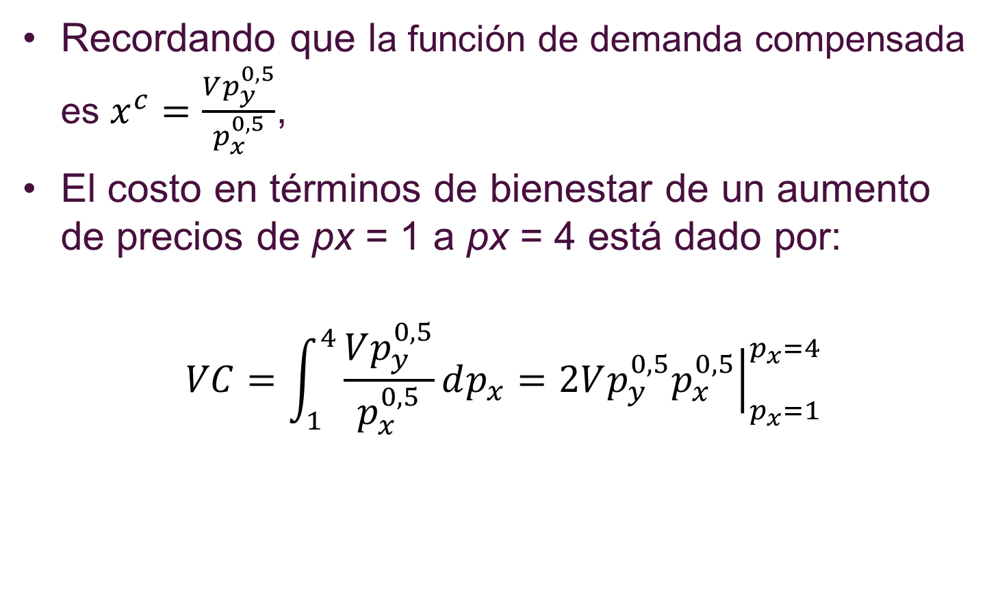 • Recordando que la función de demanda compensada
es $x^c = \frac{Vp_y^{0,5}}{p_x^{0,5}}$,
• El costo en términos de bienestar de un aumento
de precios de px = 1 a px = 4 está dado por:
$VC = \int_1^4 \frac{Vp_y^{0,5}}{p_x^{0,5}} dp_x = 2Vp_y^{0,5}p_x^{0,5}\Big|_{p_x=1}^{p_x=4}$